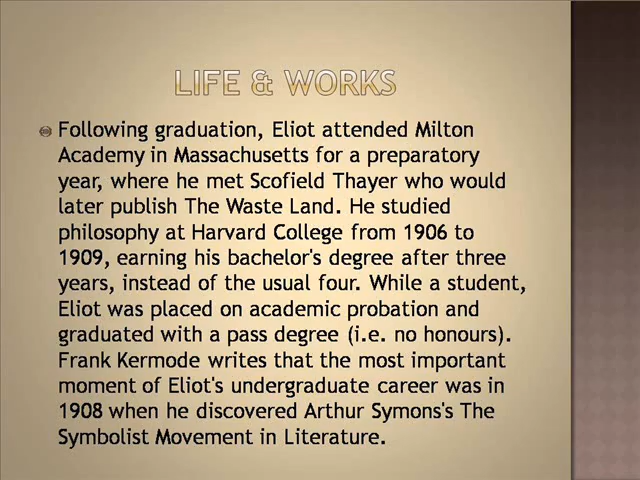 LIFE & WORKS
Following graduation, Eliot attended Milton
Academy in Massachusetts for a preparatory
year, where he met Scofield Thayer who would
later publish The Waste Land. He studied
philosophy at Harvard College from 1906 to
1909, earning his bachelor's degree after three
years, instead of the usual four. While a student,
Eliot was placed on academic probation and
graduated with a pass degree (i.e. no honours).
Frank Kermode writes that the most important
moment of Eliot's undergraduate career was in
1908 when he discovered Arthur Symons's The
Symbolist Movement in Literature.